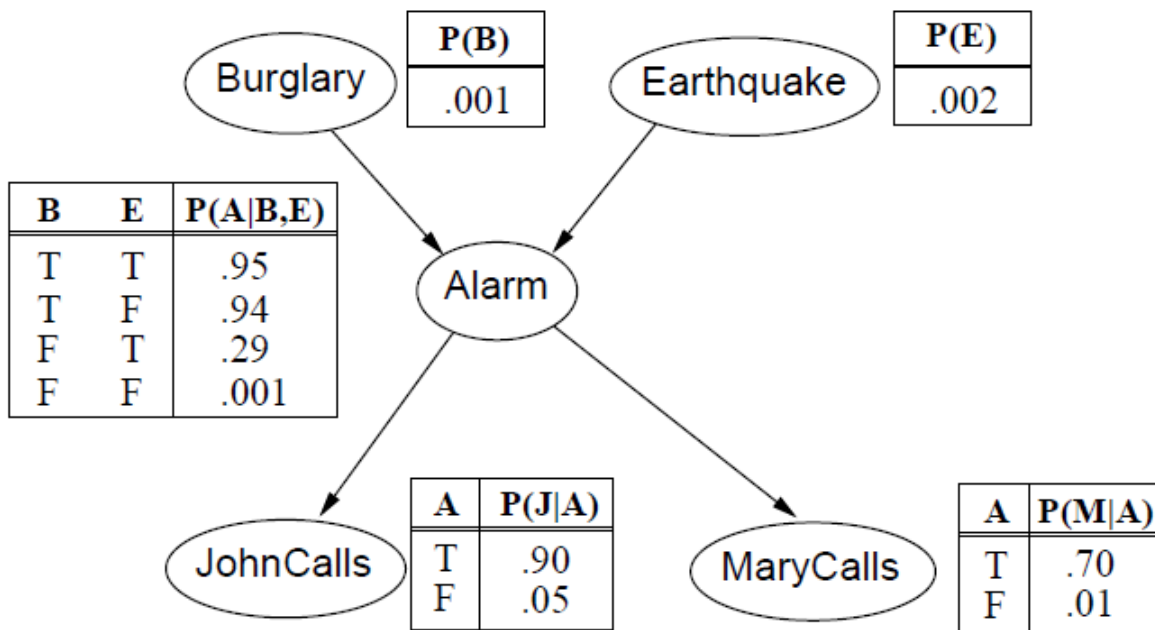 Burglary
P(B)
.001
Earthquake
P(E)
.002
B E P(A|B,E)
T T .95
T F .94
F T .29
F F .001
Alarm
JohnCalls
A P(J|A)
T .90
F .05
MaryCalls
A P(M|A)
T .70
F .01